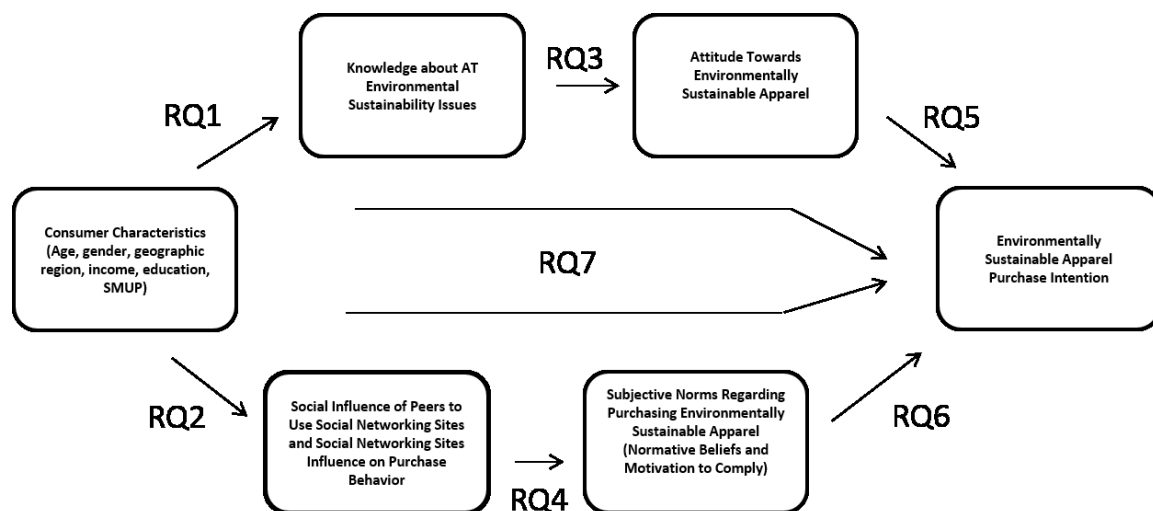 Knowledge about AT
Environmental
Sustainability Issues
RQ3
Attitude Towards
Environmentally
Sustainable Apparel
RQ1
RQ5
Consumer Characteristics
(Age, gender, geographic
region, income, education,
SMUP)
RQ7
Environmentally
Sustainable Apparel
Purchase Intention
RQ2
Social Influence of Peers to
Use Social Networking Sites
and Social Networking Sites
Influence on Purchase
Behavior
RQ4
Subjective Norms Regarding
Purchasing Environmentally
Sustainable Apparel
(Normative Beliefs and
Motivation to Comply)
RQ6